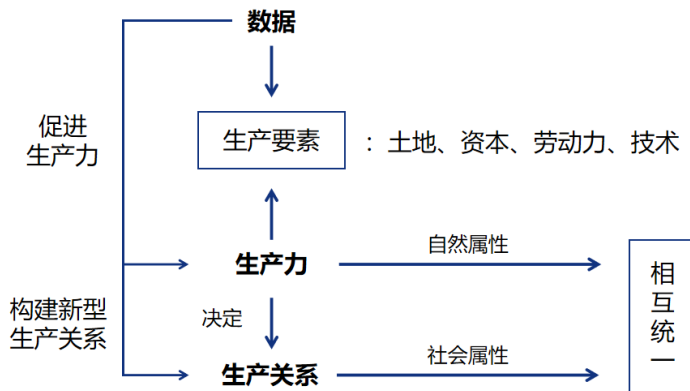 数据
促进
生产力
生产要素 ：土地、资本、劳动力、技术
自然属性
生产力
相互统一
构建新型
生产关系
决定
社会属性
生产关系